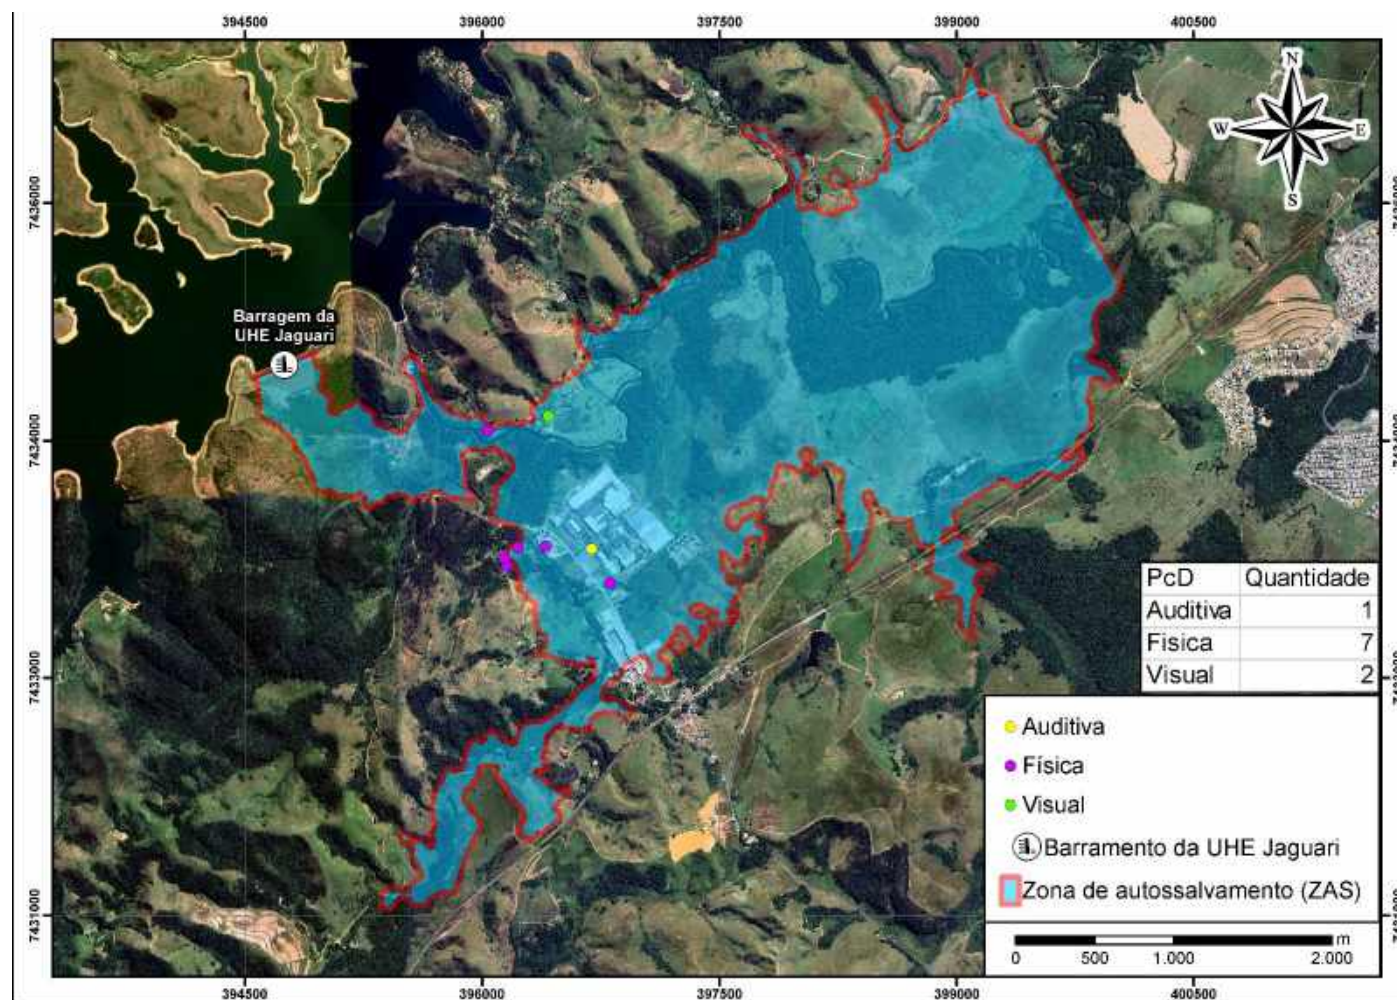 394500 396000 397500 399000 400500
N
W E
S
7436000
Barragem da
UHE Jaguari
7434000
PcD Quantidade
Auditiva 1
Fisica 7
Visual 2
7433000
Auditiva
Física
Visual
Barramento da UHE Jaguari
Zona de autossalvamento (ZAS)
7431000
m
0 500 1.000 2.000
394500 396000 397500 399000 400500